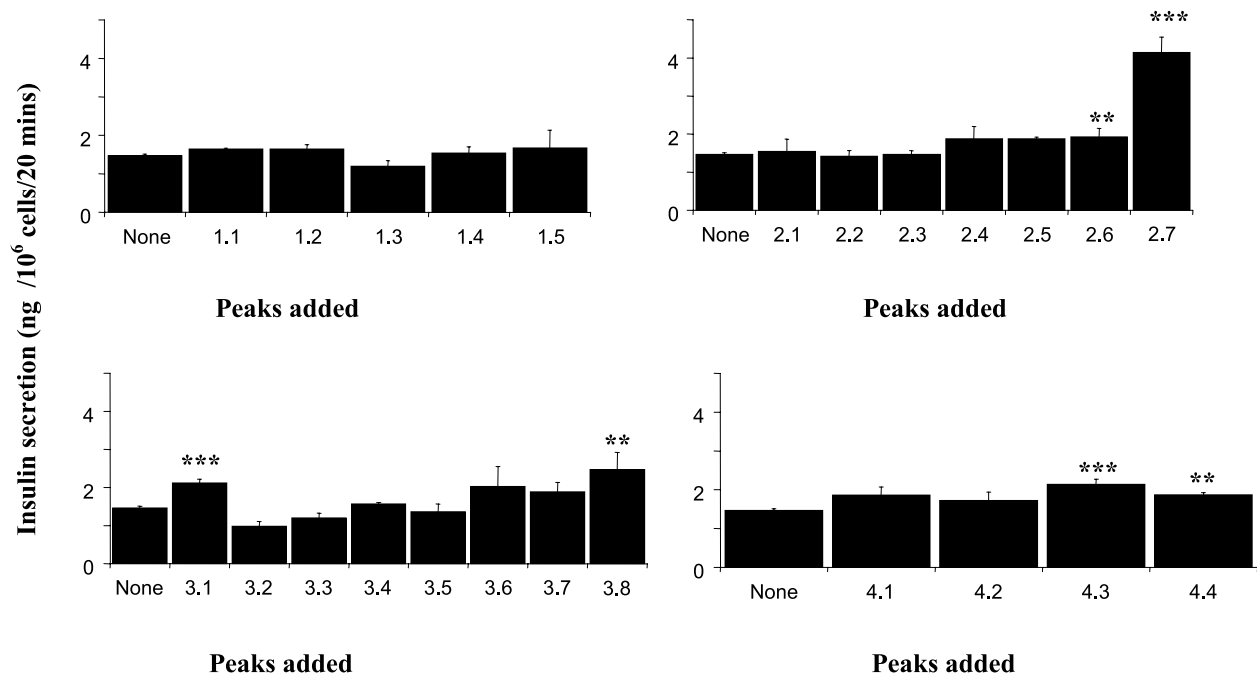 Insulin secretion (ng /10⁶ cells/20 mins)
4
2
0
None 1.1 1.2 1.3 1.4 1.5
Peaks added
***
**
4
2
0
None 2.1 2.2 2.3 2.4 2.5 2.6 2.7
Peaks added
4
2
0
***
**
None 3.1 3.2 3.3 3.4 3.5 3.6 3.7 3.8
Peaks added
4
2
0
***
**
None 4.1 4.2 4.3 4.4
Peaks added